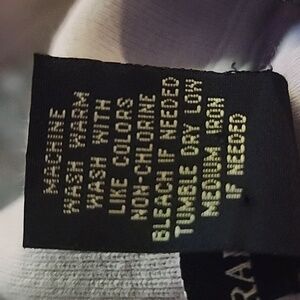 MACHINE
WASH WARM
WASH WITH
LIKE COLORS
NON-CHLORINE
BLEACH IF NEEDED
TUMBLE DRY LOW
MEDIUM IRON
IF NEEDED